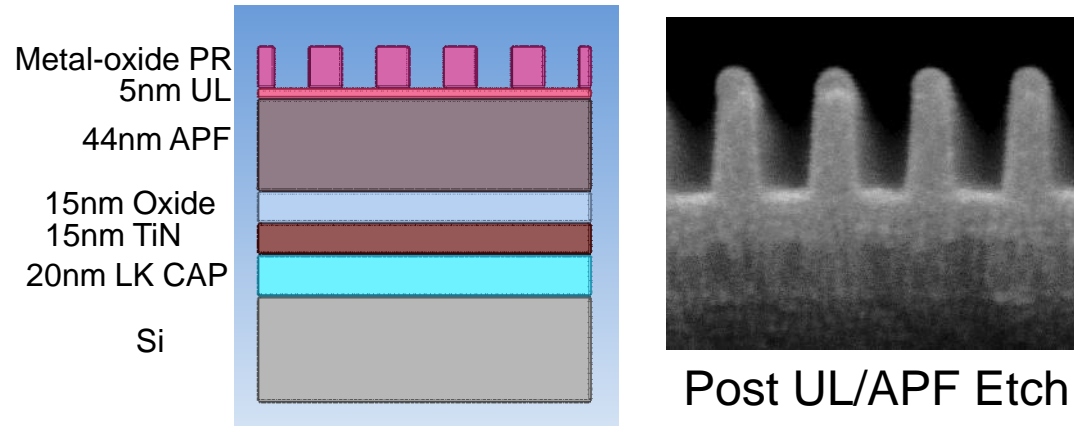 Metal-oxide PR
5nm UL
44nm APF
15nm Oxide
15nm TiN
20nm LK CAP
Si
Post UL/APF Etch